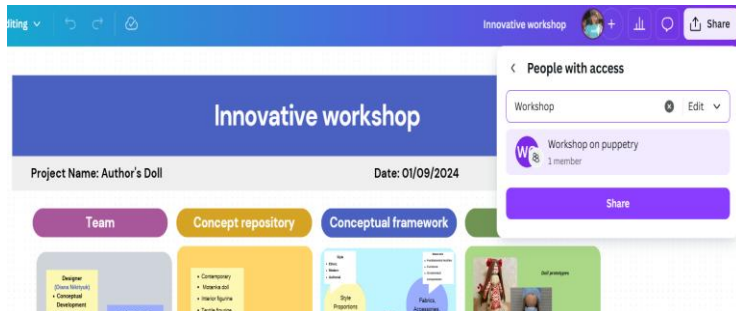 diting
Innovative workshop
+
Share
People with access
Workshop
Edit
Workshop on puppetry
1 member
Share
Innovative workshop
Project Name: Author's Doll
Date: 01/09/2024
Team
Concept repository
Conceptual framework
Designer
• Conceptual
Development
• Contemporary
• Interior figurine
Style
Proportions
Fabrics,
Accessories
Doll prototypes